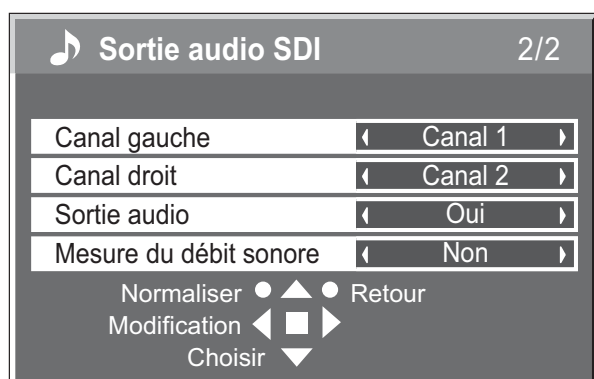 Sortie audio SDI 2/2
Canal gauche Canal 1
Canal droit Canal 2
Sortie audio Oui
Mesure du débit sonore Non
Normaliser Retour
Modification
Choisir